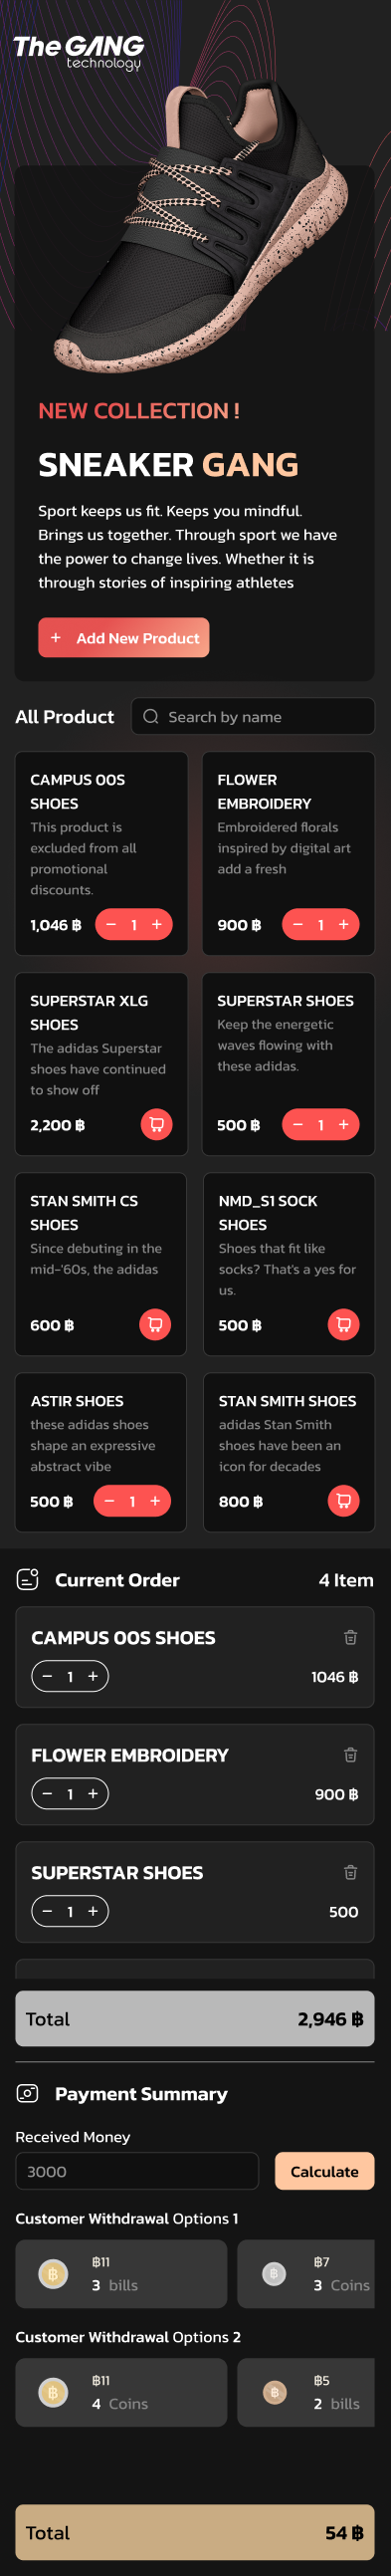 The GANG
technology
NEW COLLECTION !
SNEAKER GANG
Sport keeps us fit. Keeps you mindful.
Brings us together. Through sport we have
the power to change lives. Whether it is
through stories of inspiring athletes
+ Add New Product
All Product
Search by name
CAMPUS 00S
SHOES
This product is
excluded from all
promotional
discounts.
1,046 ฿
− 1 +
FLOWER
EMBROIDERY
Embroidered florals
inspired by digital art
add a fresh
900 ฿
− 1 +
SUPERSTAR XLG
SHOES
The adidas Superstar
shoes have continued
to show off
2,200 ฿
SUPERSTAR SHOES
Keep the energetic
waves flowing with
these adidas.
500 ฿
− 1 +
STAN SMITH CS
SHOES
Since debuting in the
mid-'60s, the adidas
600 ฿
NMD_S1 SOCK
SHOES
Shoes that fit like
socks? That's a yes for
us.
500 ฿
ASTIR SHOES
these adidas shoes
shape an expressive
abstract vibe
500 ฿
− 1 +
STAN SMITH SHOES
adidas Stan Smith
shoes have been an
icon for decades
800 ฿
Current Order
4 Item
CAMPUS 00S SHOES
− 1 +
1046 ฿
FLOWER EMBROIDERY
− 1 +
900 ฿
SUPERSTAR SHOES
− 1 +
500
Total
2,946 ฿
Payment Summary
Received Money
3000
Calculate
Customer Withdrawal Options 1
฿
฿11
3 bills
฿
฿7
3 Coins
Customer Withdrawal Options 2
฿
฿11
4 Coins
฿
฿5
2 bills
Total
54 ฿